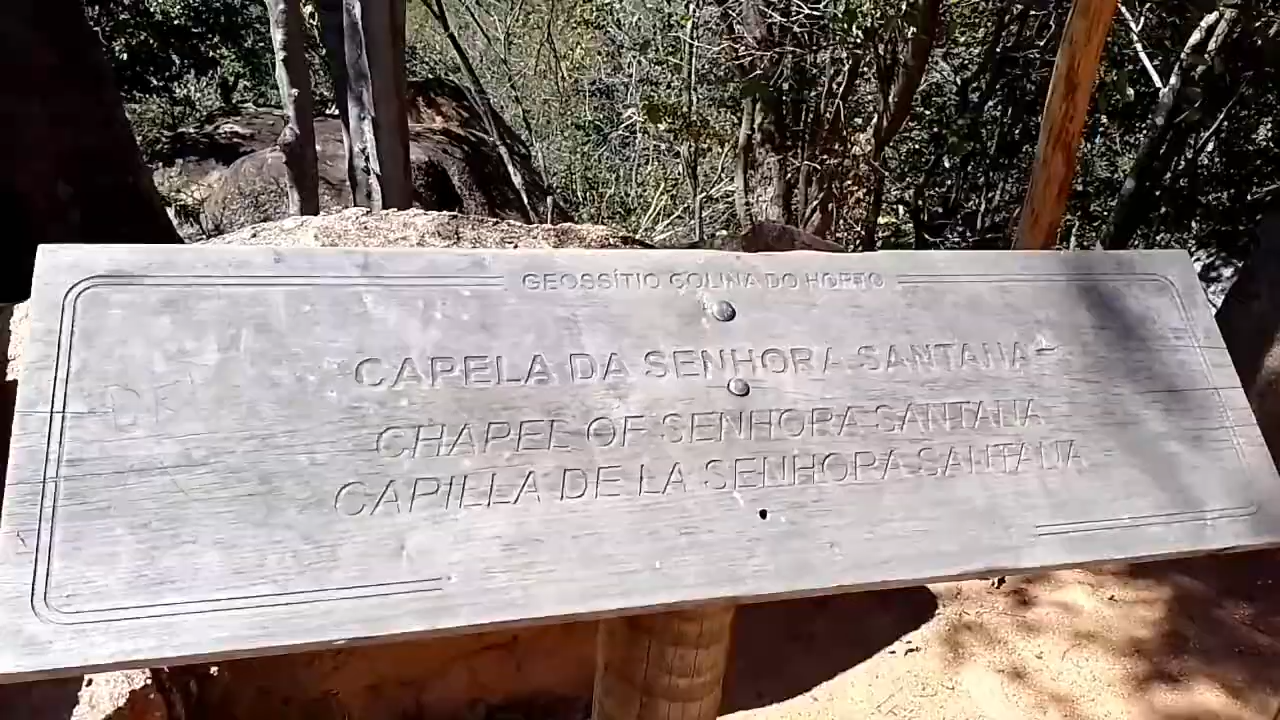 GEOSSÍTIO COLINA DO HORTO
CAPELA DA SENHORA SANTANA
CHAPEL OF SENHORA SANTANA
CAPILLA DE LA SENHORA SANTANA